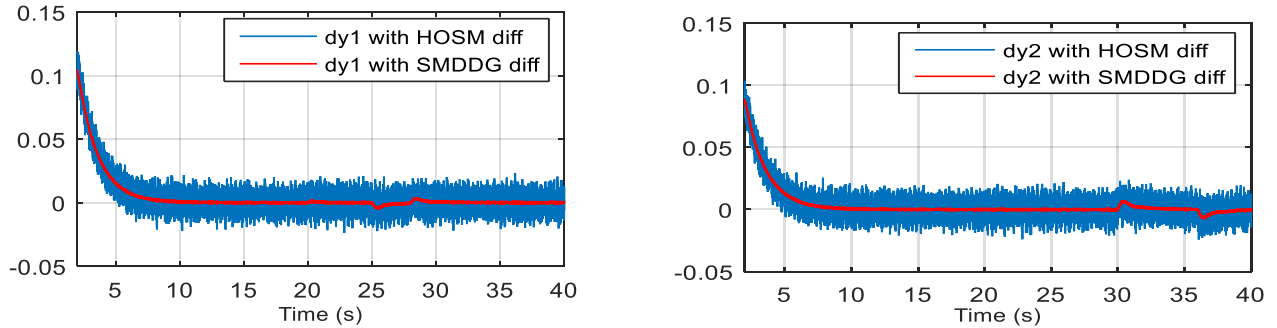 0.15
dy1 with HOSM diff
dy1 with SMDDG diff
0.1
0.05
0
-0.05
5 10 15 20 25 30 35 40
Time (s)
0.15
dy2 with HOSM diff
dy2 with SMDDG diff
0.1
0.05
0
-0.05
5 10 15 20 25 30 35 40
Time (s)